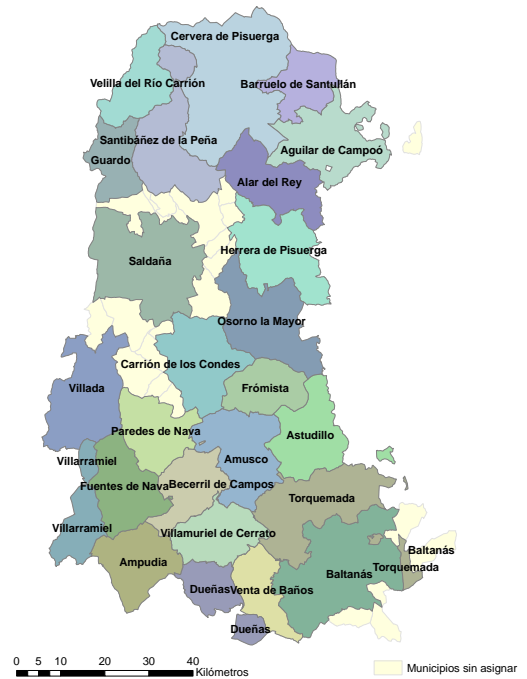 Cervera de Pisuerga
Velilla del Río Carrión
Barruelo de Santullán
Santibáñez de la Peña
Aguilar de Campoó
Guardo
Alar del Rey
Herrera de Pisuerga
Saldaña
Osorno la Mayor
Carrión de los Condes
Villada
Frómista
Paredes de Nava
Astudillo
Villarramiel
Amusco
Fuentes de Nava
Becerril de Campos
Torquemada
Villarramiel
Villamuriel de Cerrato
Baltanás
Ampudia
Baltanás
Torquemada
Dueñas
Venta de Baños
Dueñas
0 5 10 20 30 40
Kilómetros
Municipios sin asignar